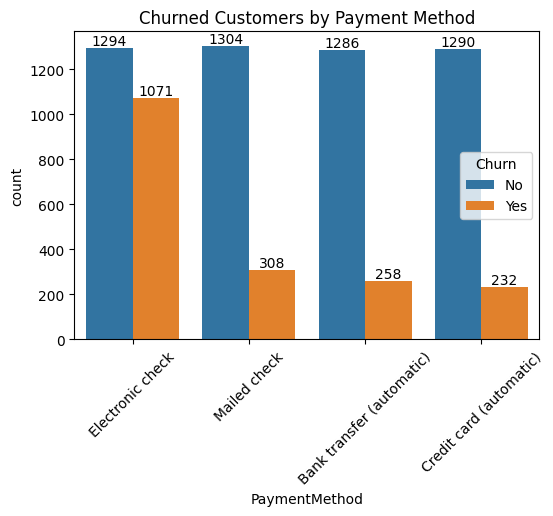 Churned Customers by Payment Method
1294 1071 1304 308 1286 258 1290 232
count
1200
1000
800
600
400
200
0
Churn
No
Yes
Electronic check
Mailed check
Bank transfer (automatic)
Credit card (automatic)
PaymentMethod